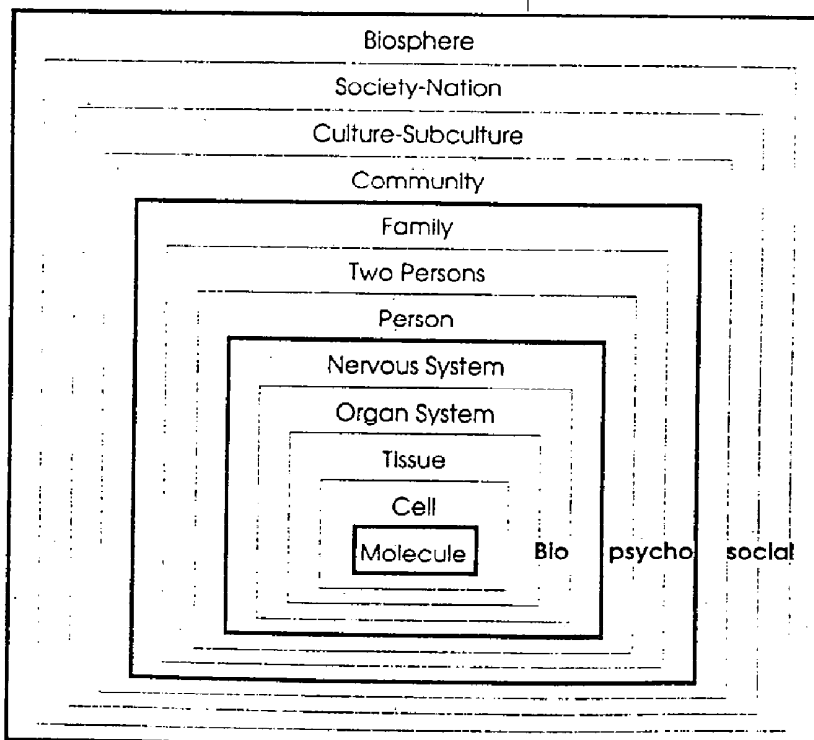 Biosphere
Society-Nation
Culture-Subculture
Community
Family
Two Persons
Person
Nervous System
Organ System
Tissue
Cell
Molecule Bio psycho social